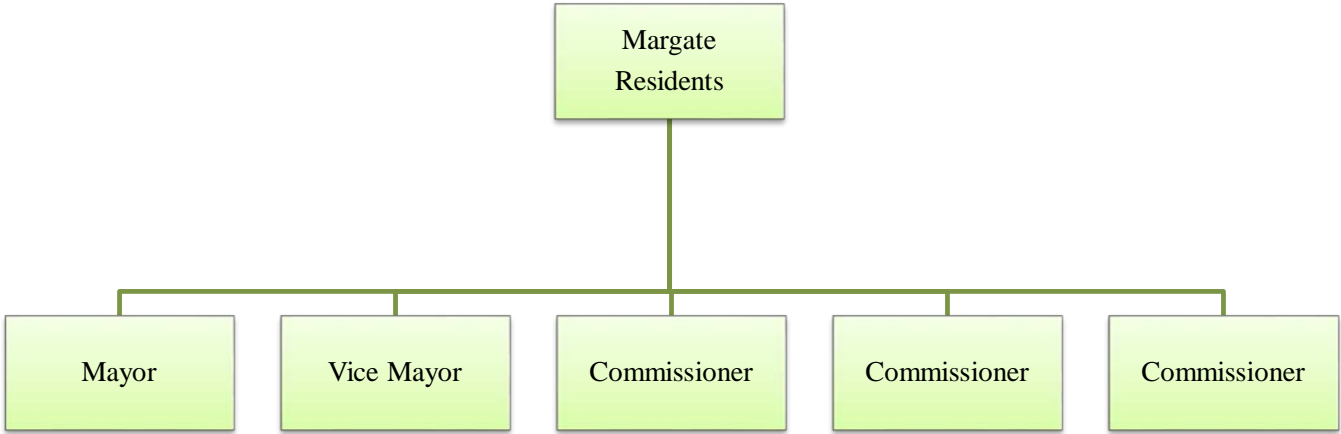 Margate
Residents
Mayor
Vice Mayor
Commissioner
Commissioner
Commissioner